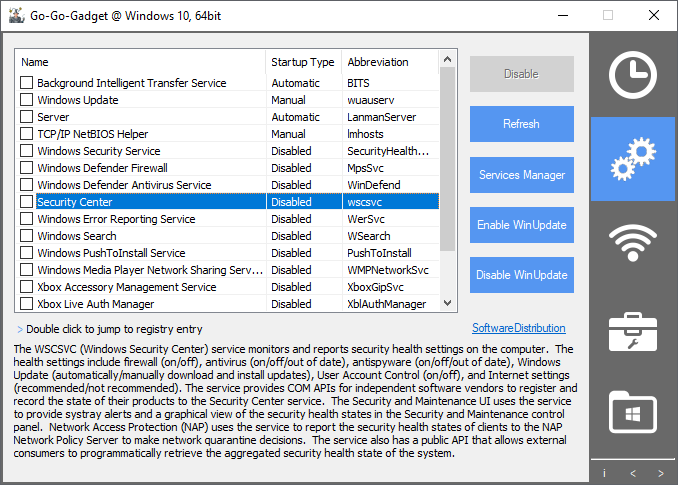 Go-Go-Gadget @ Windows 10, 64bit
Name Startup Type Abbreviation
Background Intelligent Transfer Service Automatic BITS
Windows Update Manual wuauserv
Server Automatic LanmanServer
TCP/IP NetBIOS Helper Manual lmhosts
Windows Security Service Disabled SecurityHealth...
Windows Defender Firewall Disabled MpsSvc
Windows Defender Antivirus Service Disabled WinDefend
Security Center Disabled wscsvc
Windows Error Reporting Service Disabled WerSvc
Windows Search Disabled WSearch
Windows PushToInstall Service Disabled PushToInstall
Windows Media Player Network Sharing Serv... Disabled WMPNetworkSvc
Xbox Accessory Management Service Disabled XboxGipSvc
Xbox Live Auth Manager Disabled XblAuthManager
Disable
Refresh
Services Manager
Enable WinUpdate
Disable WinUpdate
> Double click to jump to registry entry
SoftwareDistribution
The WSCSVC (Windows Security Center) service monitors and reports security health settings on the computer. The
health settings include firewall (on/off), antivirus (on/off/out of date), antispyware (on/off/out of date), Windows
Update (automatically/manually download and install updates), User Account Control (on/off), and Internet settings
(recommended/not recommended). The service provides COM APIs for independent software vendors to register and
record the state of their products to the Security Center service. The Security and Maintenance UI uses the service
to provide systray alerts and a graphical view of the security health states in the Security and Maintenance control
panel. Network Access Protection (NAP) uses the service to report the security health states of clients to the NAP
Network Policy Server to make network quarantine decisions. The service also has a public API that allows external
consumers to programmatically retrieve the aggregated security health state of the system.
i < >